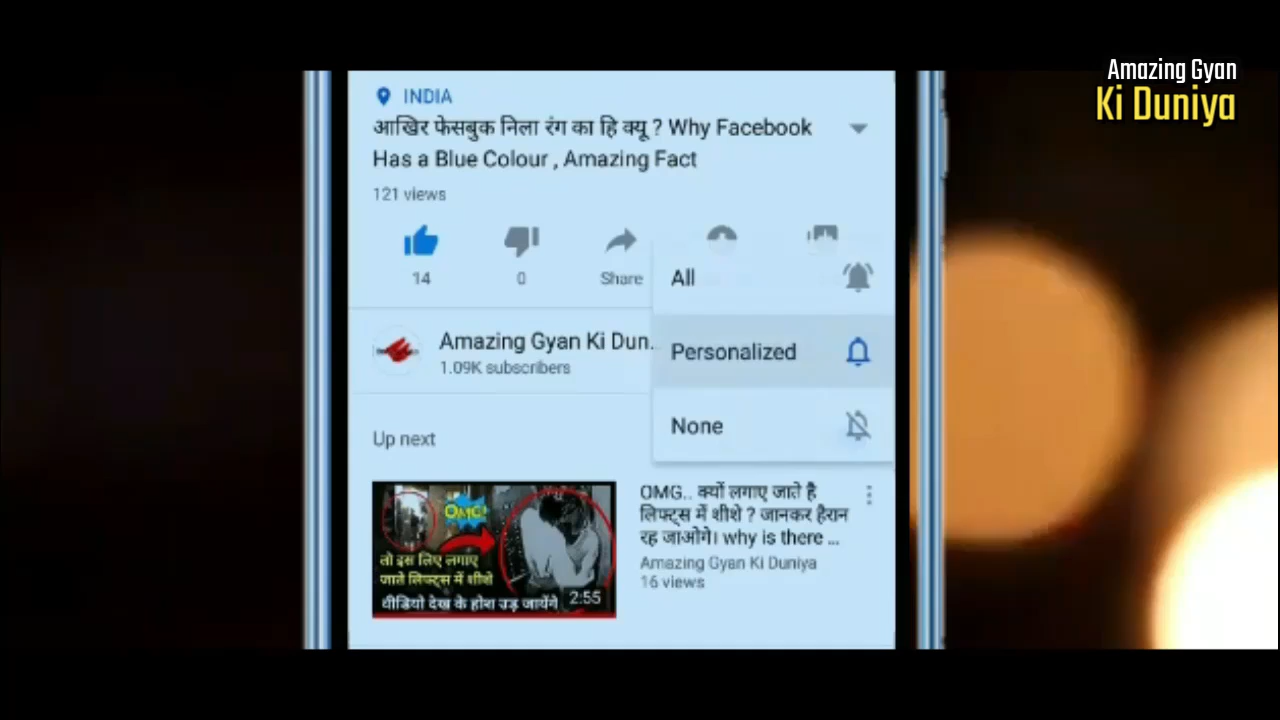 Amazing Gyan
Ki Duniya
INDIA
आखिर फेसबुक निला रंग का हि क्यू ? Why Facebook
Has a Blue Colour , Amazing Fact
121 views
14
0
Share
All
Personalized
None
Amazing Gyan Ki Dun..
1.09K subscribers
Up next
OMG!
तो इस लिए लगाए
जाते लिफ्ट्स में शीशे
वीडियो देख के होश उड़ जायेंगे
2:55
OMG.. क्यों लगाए जाते है
लिफ्ट्स में शीशे ? जानकर हैरान
रह जाओगे। why is there ...
Amazing Gyan Ki Duniya
16 views